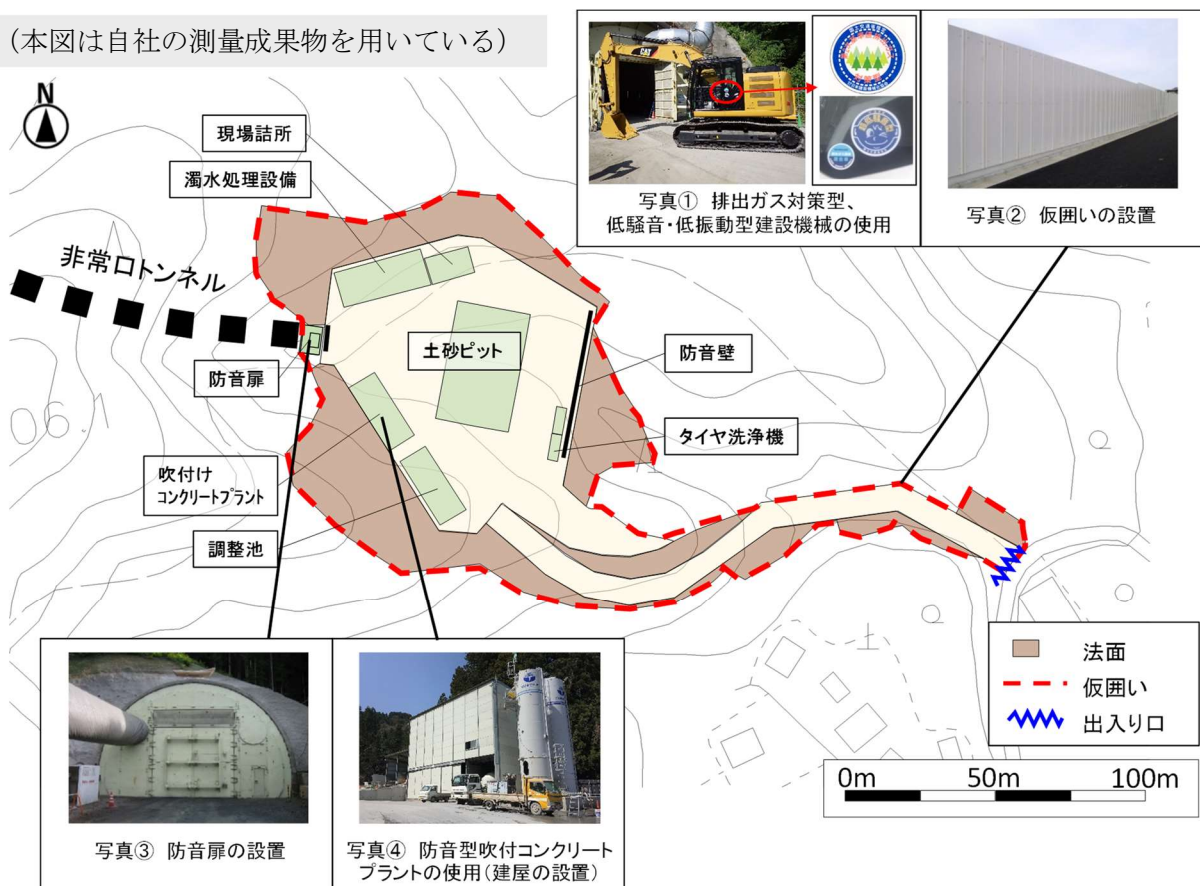 (本図は自社の測量成果物を用いている)
N
現場詰所
濁水処理設備
非常口トンネル
防音扉
土砂ピット
防音壁
タイヤ洗浄機
吹付け
コンクリートプラント
調整池
CAT
写真① 排出ガス対策型、
低騒音・低振動型建設機械の使用
写真② 仮囲いの設置
写真③ 防音扉の設置
写真④ 防音型吹付コンクリート
プラントの使用(建屋の設置)
法面
仮囲い
出入り口
0m 50m 100m